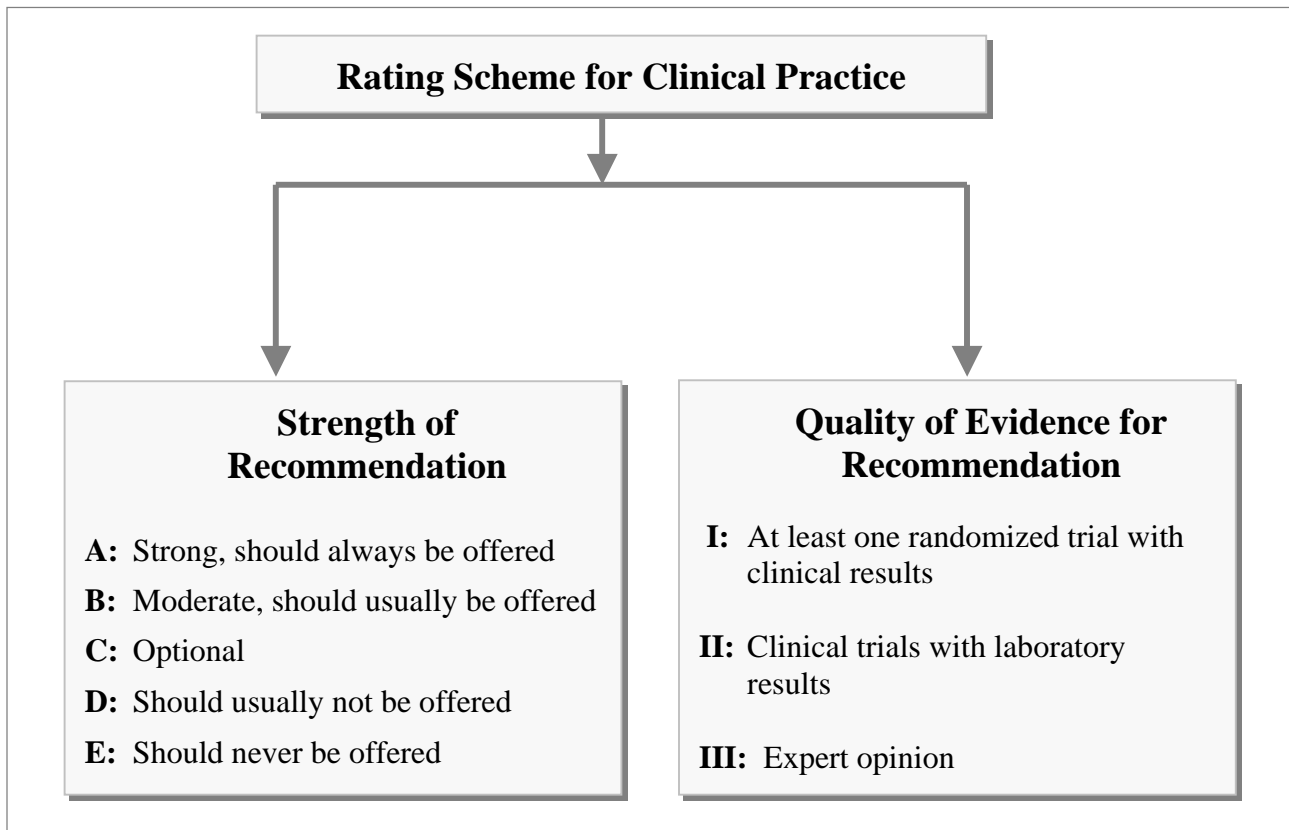 Rating Scheme for Clinical Practice
Strength of
Recommendation
A: Strong, should always be offered
B: Moderate, should usually be offered
C: Optional
D: Should usually not be offered
E: Should never be offered
Quality of Evidence for
Recommendation
I: At least one randomized trial with
clinical results
II: Clinical trials with laboratory
results
III: Expert opinion